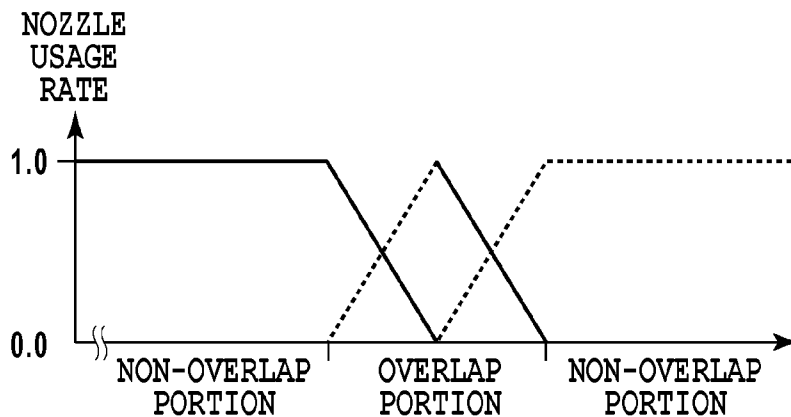 NOZZLE
USAGE
RATE
1.0
0.0
NON-OVERLAP
PORTION
OVERLAP
PORTION
NON-OVERLAP
PORTION